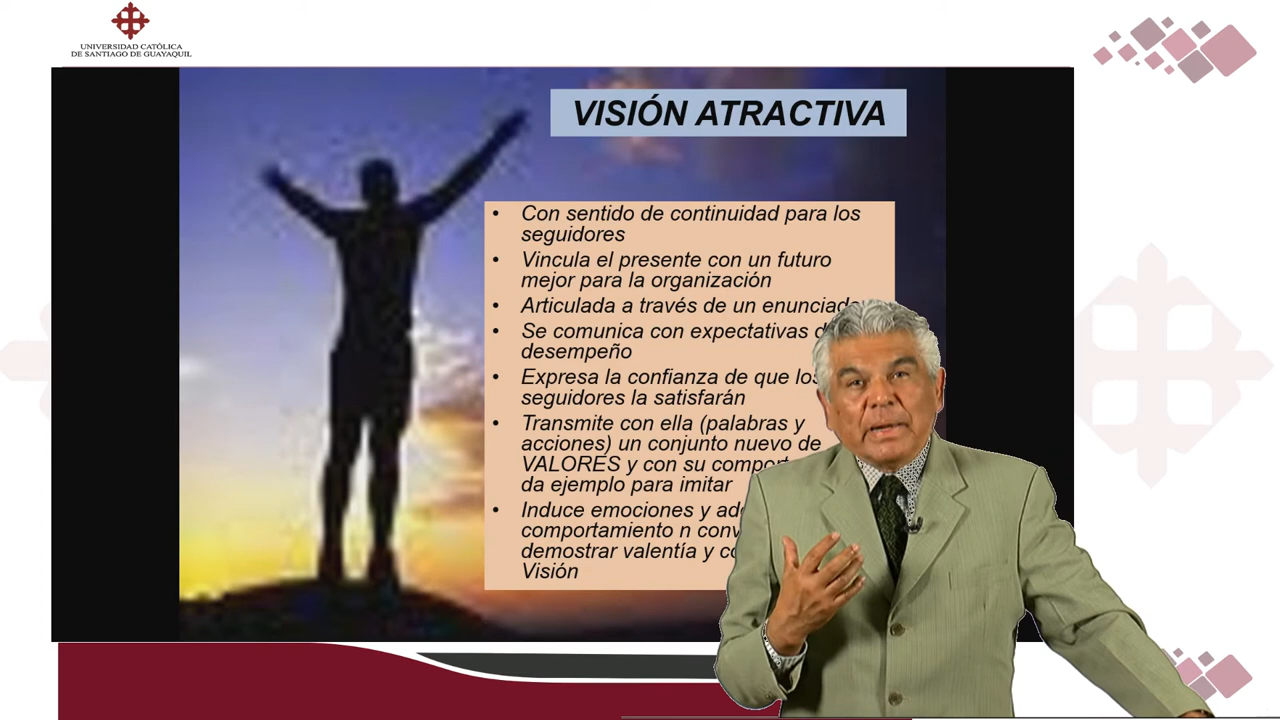 UNIVERSIDAD CATÓLICA
DE SANTIAGO DE GUAYAQUIL
VISIÓN ATRACTIVA
• Con sentido de continuidad para los
seguidores
• Vincula el presente con un futuro
mejor para la organización
• Articulada a través de un enunciado
• Se comunica con expectativas
desempeño
• Expresa la confianza de que los
seguidores la satisfarán
• Transmite con ella (palabras y
acciones) un conjunto nuevo de
VALORES y con su
da ejemplo para imitar
• Induce emociones y
comportamiento n
demostrar valentía y
Visión